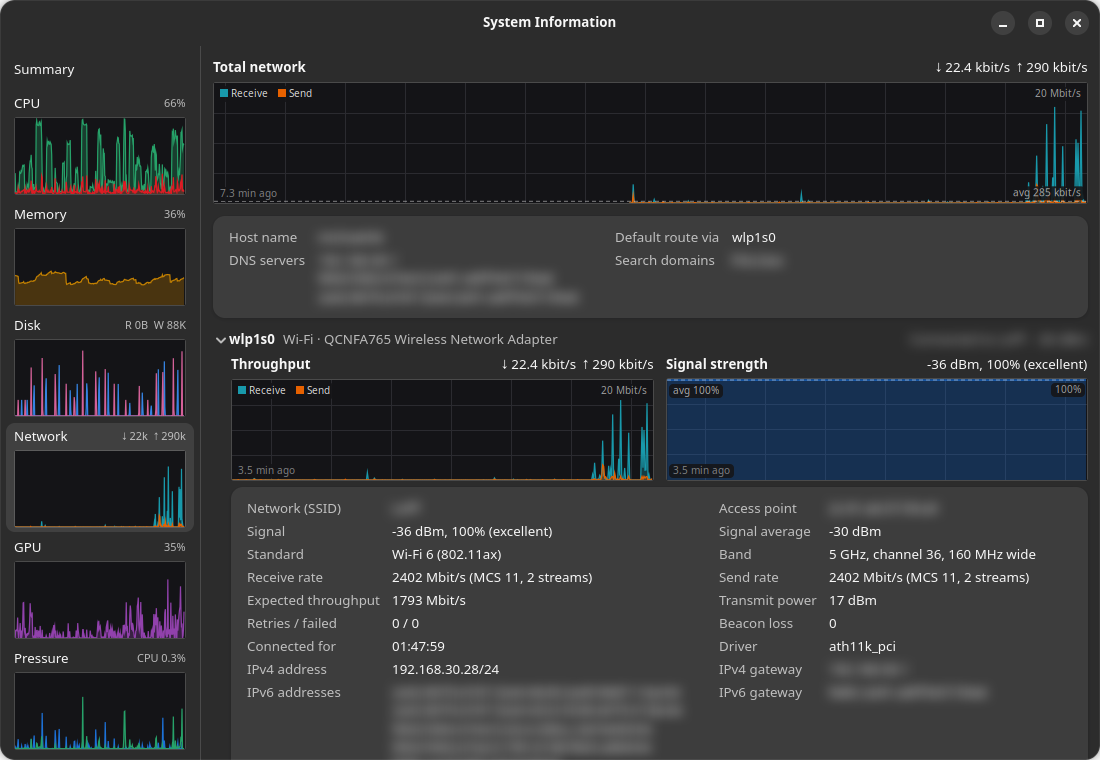 System Information
Summary
CPU 66%
Memory 36%
Disk R 0B W 88K
Network ↓ 22k ↑ 290k
GPU 35%
Pressure CPU 0.3%
Total network ↓ 22.4 kbit/s ↑ 290 kbit/s
Receive Send 20 Mbit/s
7.3 min ago avg 285 kbit/s
Host name Default route via wlp1s0
DNS servers Search domains
wlp1s0 Wi-Fi · QCNFA765 Wireless Network Adapter
Throughput ↓ 22.4 kbit/s ↑ 290 kbit/s
Receive Send 20 Mbit/s
3.5 min ago
Signal strength -36 dBm, 100% (excellent)
avg 100% 100%
3.5 min ago
Network (SSID) Access point
Signal -36 dBm, 100% (excellent) Signal average -30 dBm
Standard Wi-Fi 6 (802.11ax) Band 5 GHz, channel 36, 160 MHz wide
Receive rate 2402 Mbit/s (MCS 11, 2 streams) Send rate 2402 Mbit/s (MCS 11, 2 streams)
Expected throughput 1793 Mbit/s Transmit power 17 dBm
Retries / failed 0 / 0 Beacon loss 0
Connected for 01:47:59 Driver ath11k_pci
IPv4 address 192.168.30.28/24 IPv4 gateway
IPv6 addresses IPv6 gateway